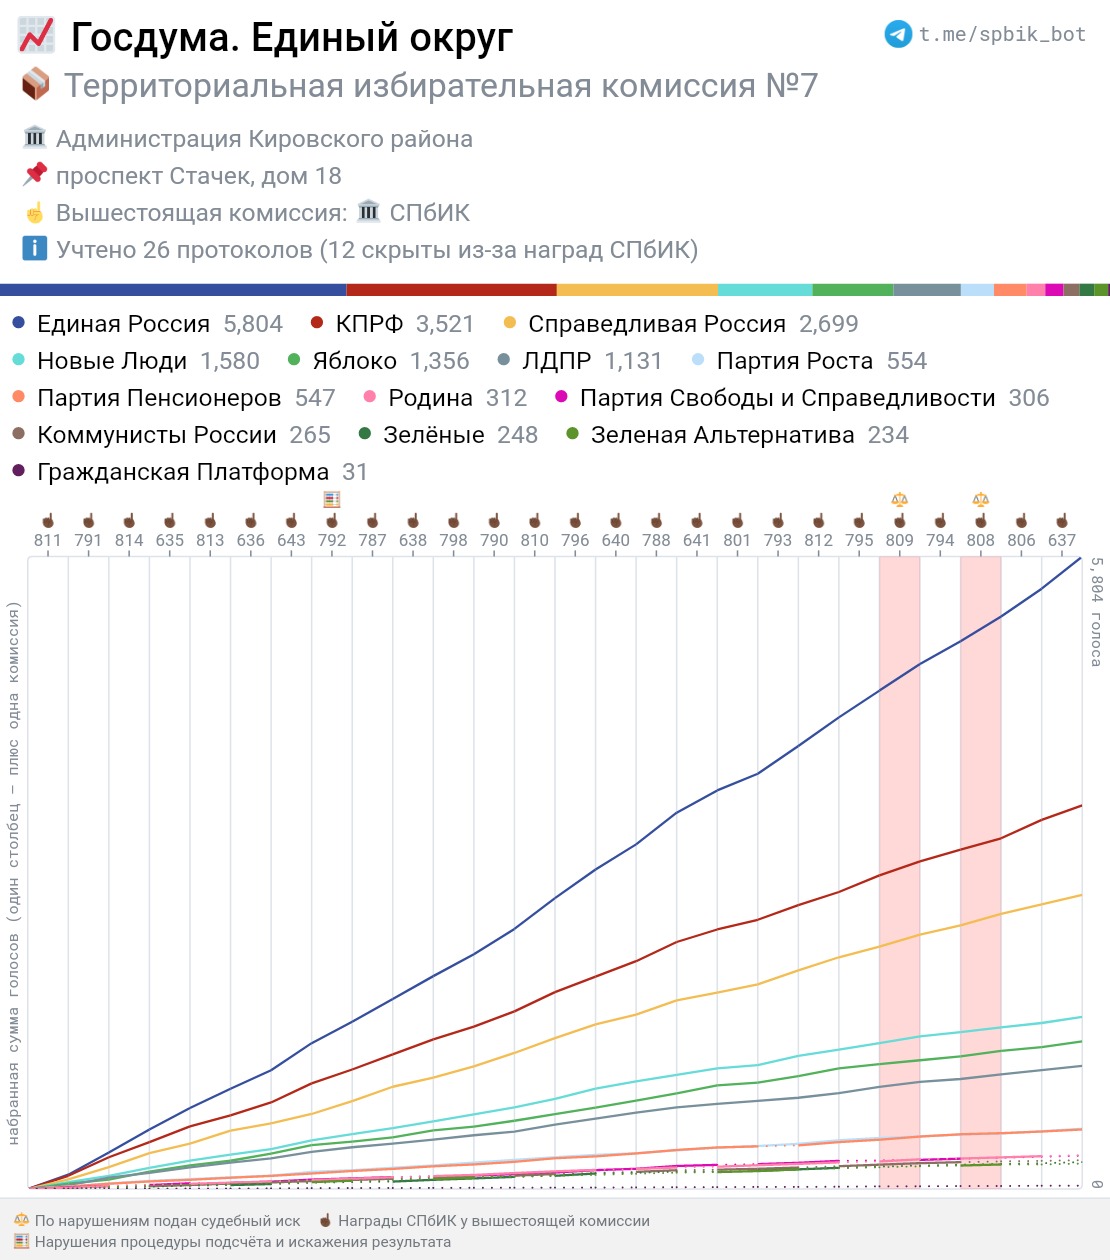 Госдума. Единый округ
t.me/spbik_bot
Территориальная избирательная комиссия №7
Администрация Кировского района
проспект Стачек, дом 18
Вышестоящая комиссия: СПбИК
Учтено 26 протоколов (12 скрыты из-за наград СПбИК)
Единая Россия 5,804 КПРФ 3,521 Справедливая Россия 2,699
Новые Люди 1,580 Яблоко 1,356 ЛДПР 1,131 Партия Роста 554
Партия Пенсионеров 547 Родина 312 Партия Свободы и Справедливости 306
Коммунисты России 265 Зелёные 248 Зеленая Альтернатива 234
Гражданская Платформа 31
811 791 814 635 813 636 643 792 787 638 798 790 810 796 640 788 641 801 793 812 795 809 794 808 806 637
набранная сумма голосов (один столбец — плюс одна комиссия)
5,804 голоса
0
По нарушениям подан судебный иск Награды СПбИК у вышестоящей комиссии
Нарушения процедуры подсчёта и искажения результата